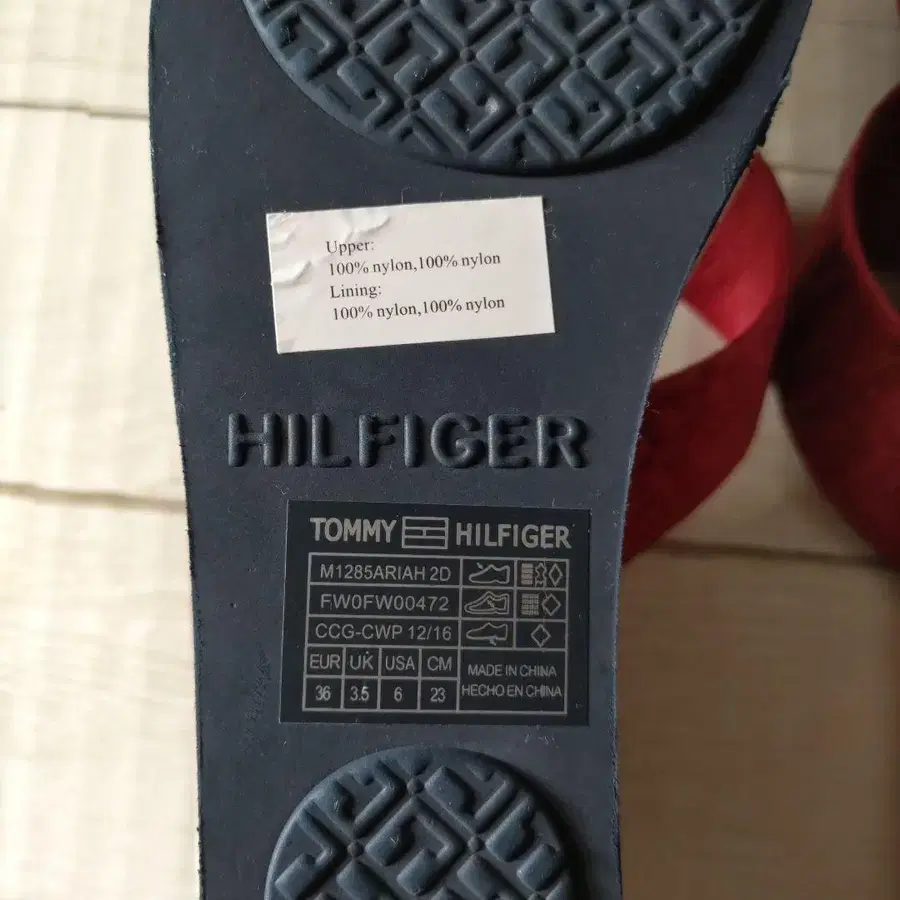 Upper:
100% nylon,100% nylon
Lining:
100% nylon,100% nylon
HILFIGER
TOMMY HILFIGER
M1285ARIAH 2D
FW0FW00472
CCG-CWP 12/16
EUR UK USA CM
36 3.5 6 23
MADE IN CHINA
HECHO EN CHINA